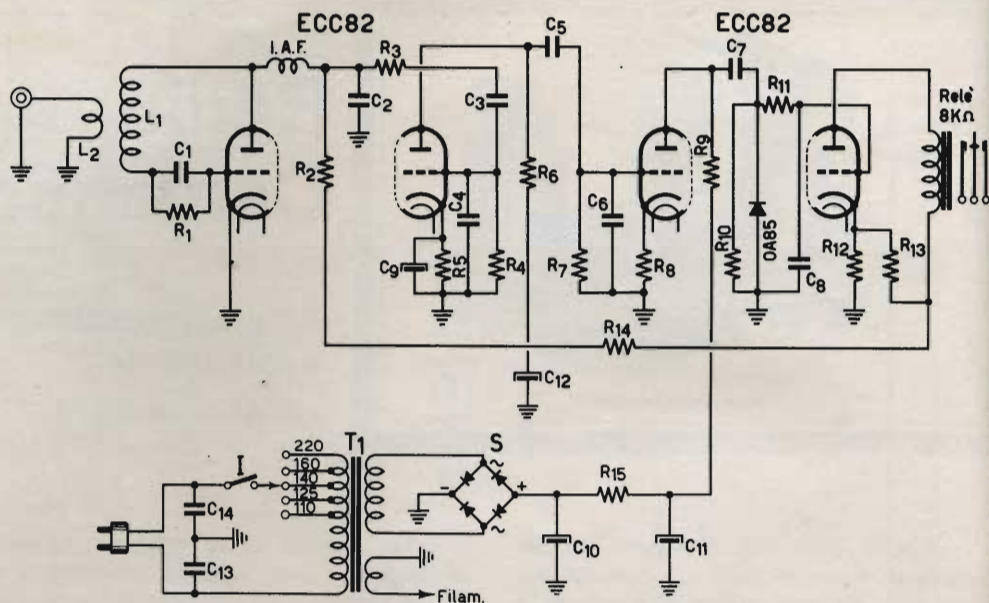 ECC82
ECC82
I.A.F.
R3
C5
C7
L1
L2
C1
C2
C3
R11
Relè
8KΩ
R1
R2
C4
R6
C6
R9
R10
OA85
C9
R5
R4
R7
R8
C8
R12
R13
R14
C12
I
220
160
140
125
110
T1
S
~
-
+
~
R15
C14
C13
C10
C11
Filam.